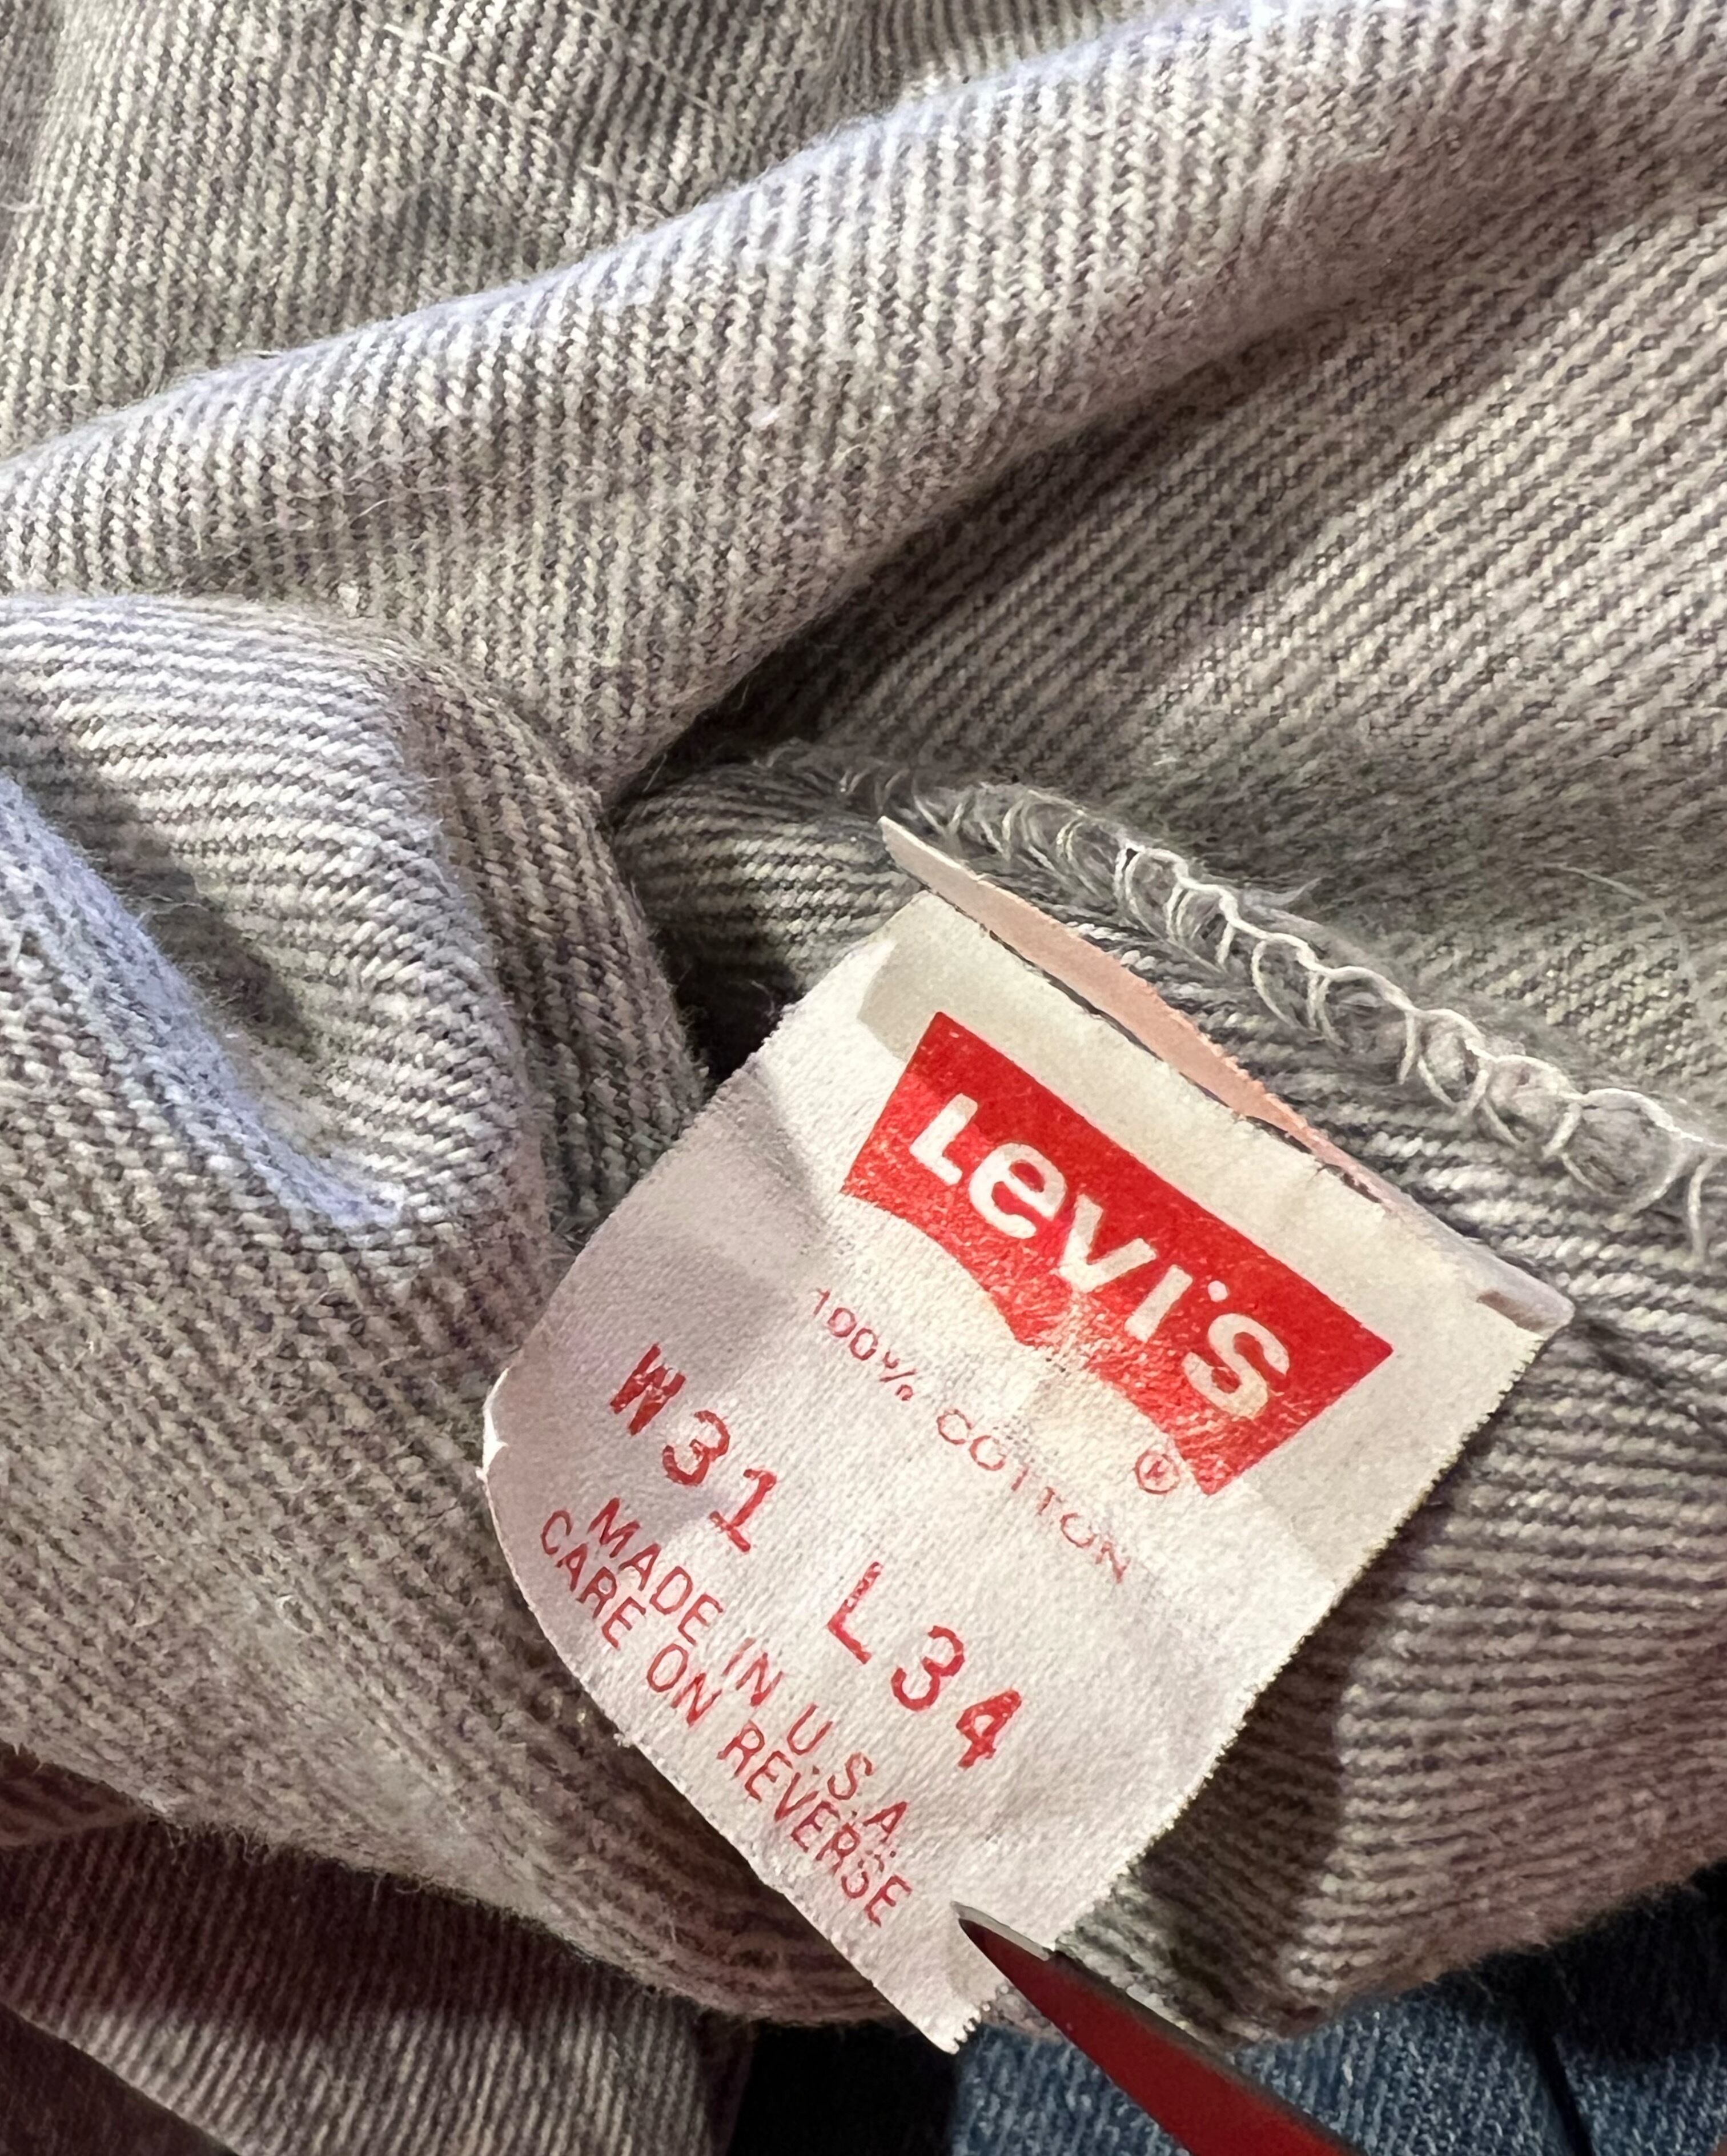 Levi's
®
100% COTTON
W31 L34
MADE IN U.S.A.
CARE ON REVERSE